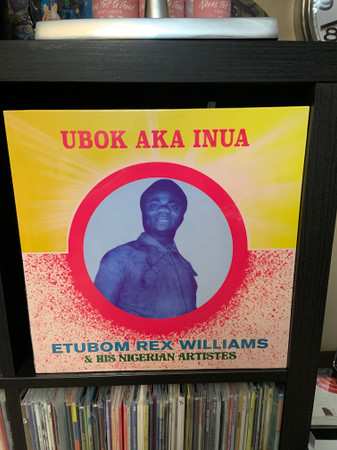 UBOK AKA INUA
ETUBOM REX WILLIAMS
& HIS NIGERIAN ARTISTES